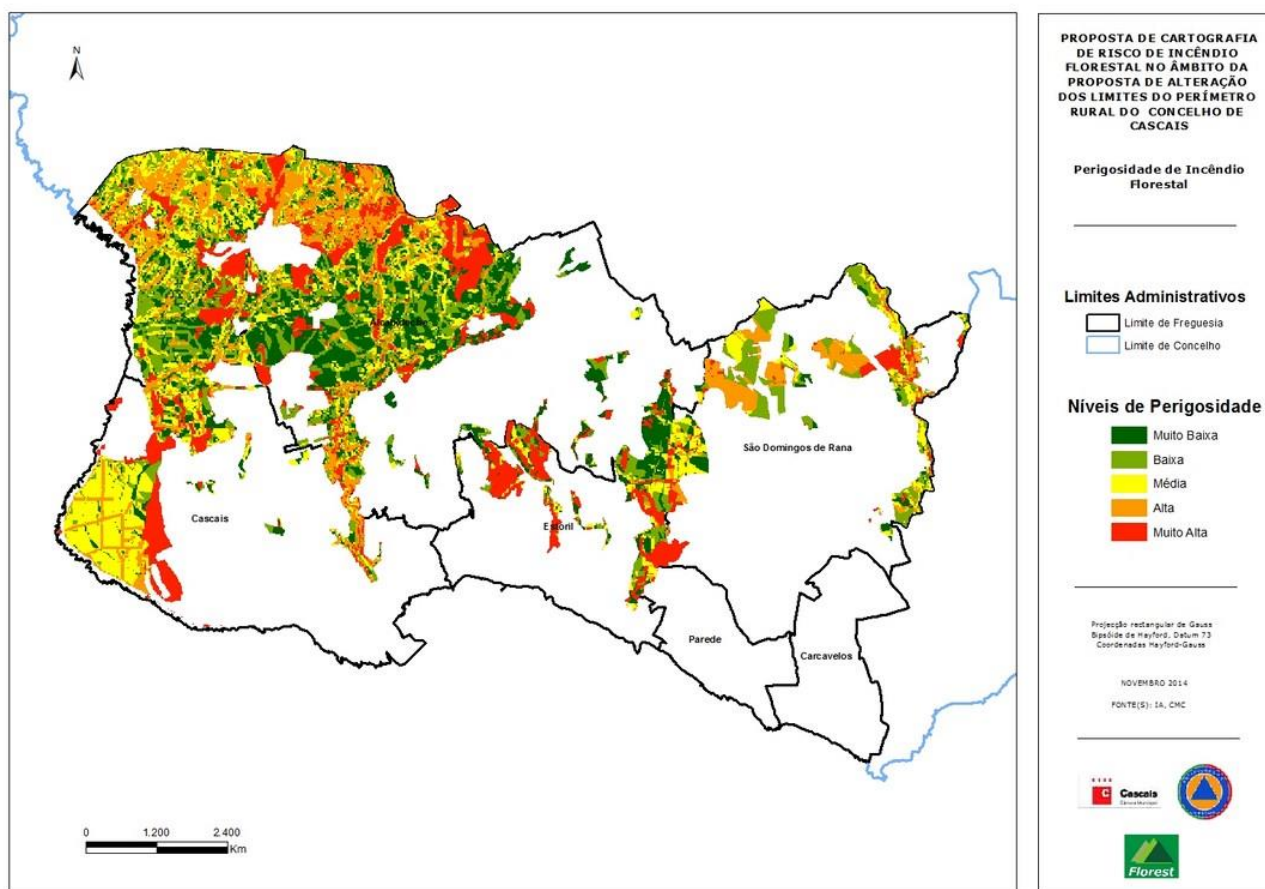 N
Cascais
Estoril
São Domingos de Rana
Parede
Carcavelos
0 1.200 2.400
Km
PROPOSTA DE CARTOGRAFIA
DE RISCO DE INCÊNDIO
FLORESTAL NO ÂMBITO DA
PROPOSTA DE ALTERAÇÃO
DOS LIMITES DO PERÍMETRO
RURAL DO CONCELHO DE
CASCAIS
Perigosidade de Incêndio
Florestal
Limites Administrativos
Limite de Freguesia
Limite de Concelho
Níveis de Perigosidade
Muito Baixa
Baixa
Média
Alta
Muito Alta
Projecção rectangular de Gauss
Elipsóide de Hayford, Datum 73
Coordenadas Hayford-Gauss
NOVEMBRO 2014
FONTE(S): IA, CMC
C Cascais
Câmara Municipal
Florest